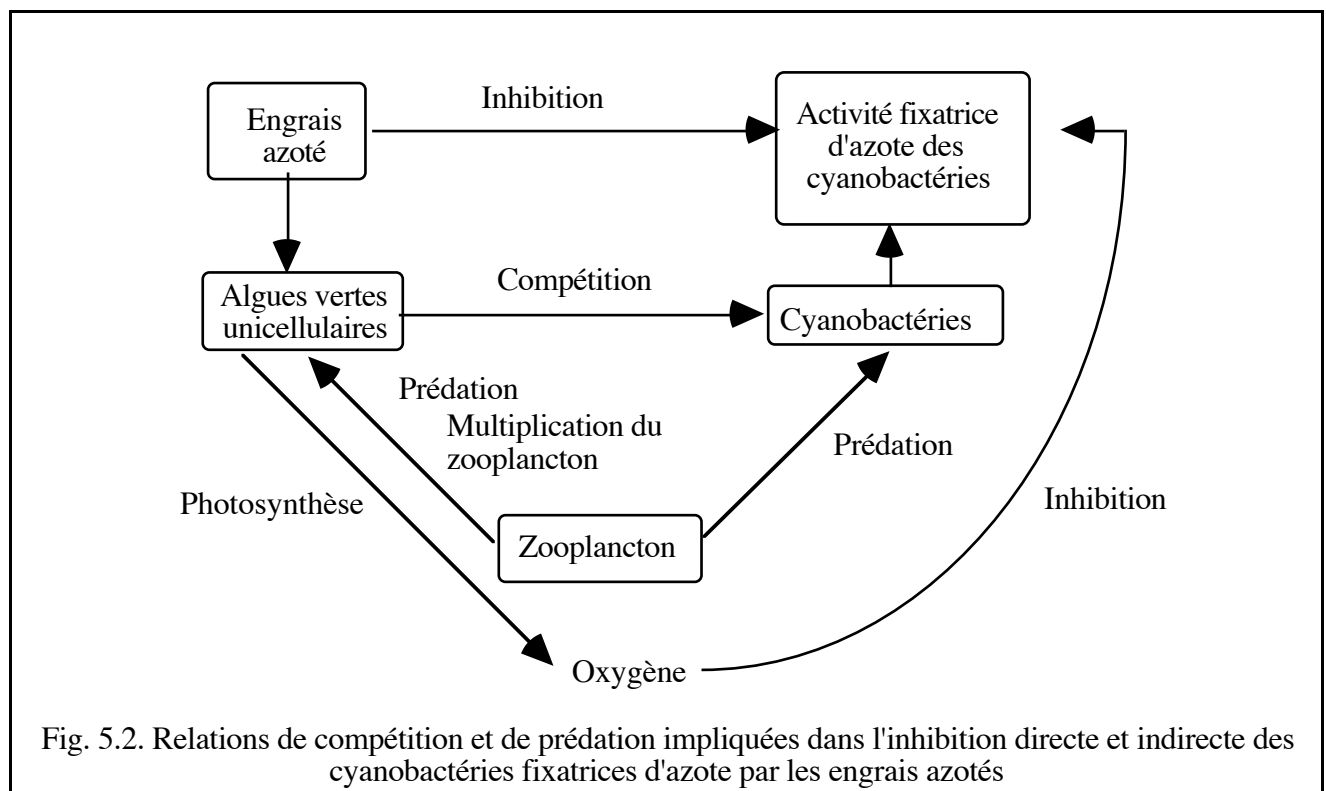 Engrais
azoté
Inhibition
Activité fixatrice
d'azote des
cyanobactéries
Algues vertes
unicellulaires
Compétition
Cyanobactéries
Prédation
Multiplication du
zooplancton
Prédation
Photosynthèse
Inhibition
Zooplancton
Oxygène
Fig. 5.2. Relations de compétition et de prédation impliquées dans l'inhibition directe et indirecte des
cyanobactéries fixatrices d'azote par les engrais azotés